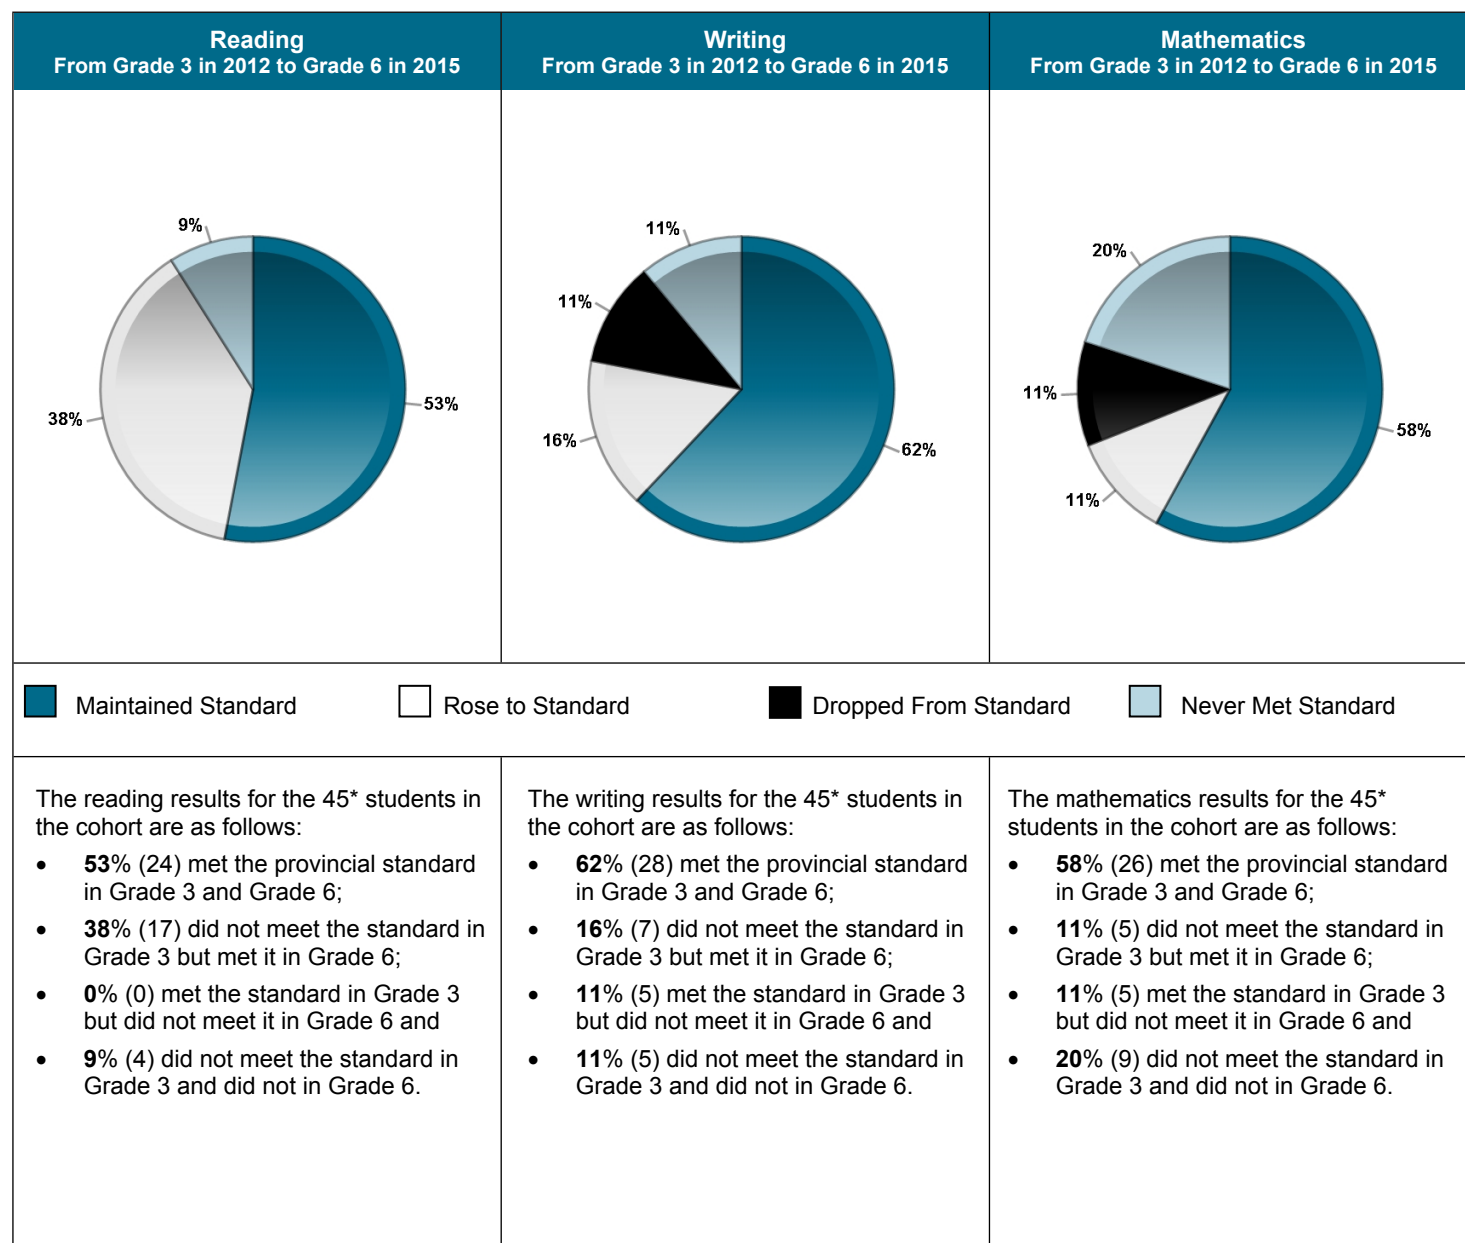 Reading
From Grade 3 in 2012 to Grade 6 in 2015
Writing
From Grade 3 in 2012 to Grade 6 in 2015
Mathematics
From Grade 3 in 2012 to Grade 6 in 2015
9%
38%
53%
11%
11%
16%
62%
20%
11%
11%
58%
Maintained Standard
Rose to Standard
Dropped From Standard
Never Met Standard
The reading results for the 45* students in
the cohort are as follows:
• 53% (24) met the provincial standard
in Grade 3 and Grade 6;
• 38% (17) did not meet the standard in
Grade 3 but met it in Grade 6;
• 0% (0) met the standard in Grade 3
but did not meet it in Grade 6 and
• 9% (4) did not meet the standard in
Grade 3 and did not in Grade 6.
The writing results for the 45* students in
the cohort are as follows:
• 62% (28) met the provincial standard
in Grade 3 and Grade 6;
• 16% (7) did not meet the standard in
Grade 3 but met it in Grade 6;
• 11% (5) met the standard in Grade 3
but did not meet it in Grade 6 and
• 11% (5) did not meet the standard in
Grade 3 and did not in Grade 6.
The mathematics results for the 45*
students in the cohort are as follows:
• 58% (26) met the provincial standard
in Grade 3 and Grade 6;
• 11% (5) did not meet the standard in
Grade 3 but met it in Grade 6;
• 11% (5) met the standard in Grade 3
but did not meet it in Grade 6 and
• 20% (9) did not meet the standard in
Grade 3 and did not in Grade 6.